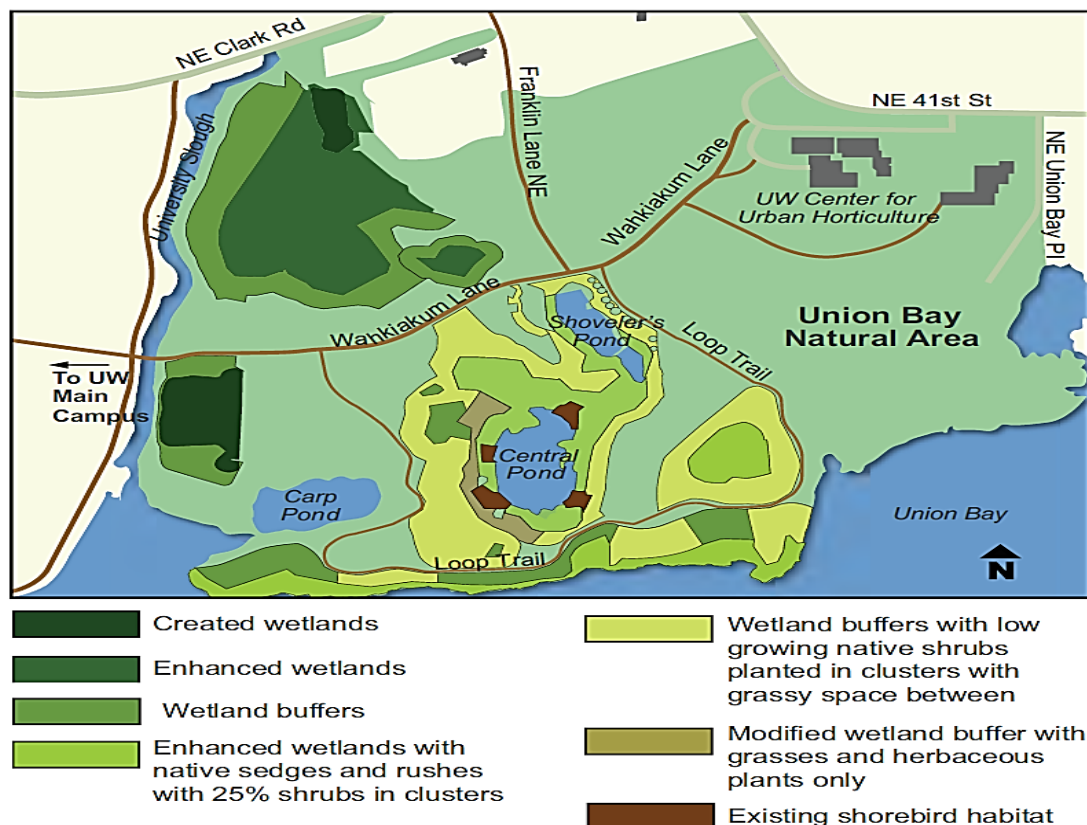 NE Clark Rd
NE 41st St
Franklin Lane NE
Wahkiakum Lane
University Slough
UW Center for
Urban Horticulture
NE Union Bay Pl
Wahkiakum Lane
Shoveler's
Pond
Loop Trail
Union Bay
Natural Area
To UW
Main
Campus
Central
Pond
Carp
Pond
Union Bay
Loop Trail
N
Created wetlands
Enhanced wetlands
Wetland buffers
Enhanced wetlands with
native sedges and rushes
with 25% shrubs in clusters
Wetland buffers with low
growing native shrubs
planted in clusters with
grassy space between
Modified wetland buffer with
grasses and herbaceous
plants only
Existing shorebird habitat